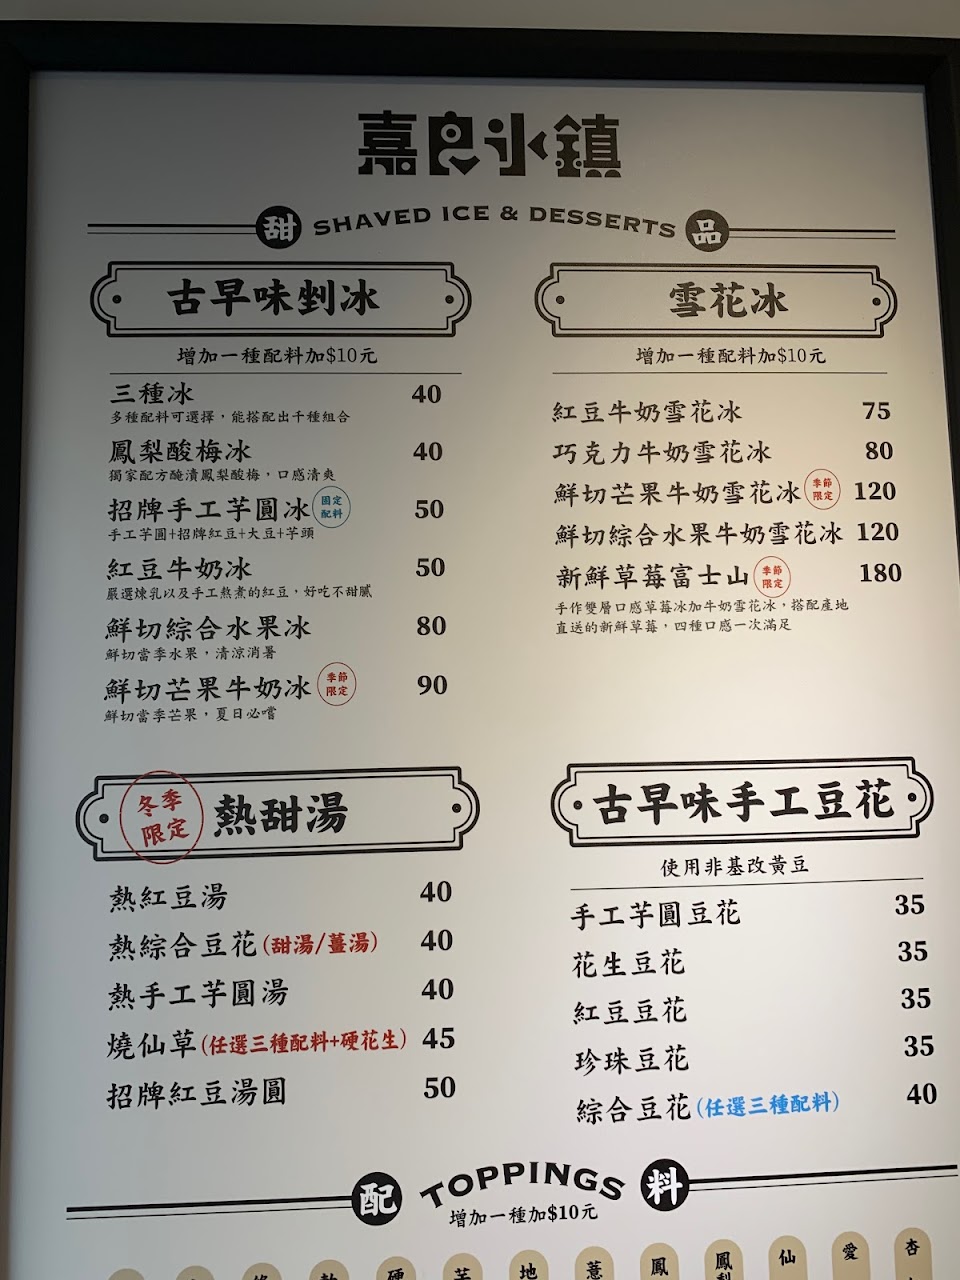 嘉良冰鎮
甜 SHAVED ICE & DESSERTS 品
古早味剉冰
增加一種配料加$10元
三種冰 40
多種配料可選擇，能搭配出千種組合
鳳梨酸梅冰 40
獨家配方醃漬鳳梨酸梅，口感清爽
招牌手工芋圓冰 固定配料 50
手工芋圓+招牌紅豆+大豆+芋頭
紅豆牛奶冰 50
嚴選煉乳以及手工熬煮的紅豆，好吃不甜膩
鮮切綜合水果冰 80
鮮切當季水果，清涼消暑
鮮切芒果牛奶冰 季節限定 90
鮮切當季芒果，夏日必嚐
雪花冰
增加一種配料加$10元
紅豆牛奶雪花冰 75
巧克力牛奶雪花冰 80
鮮切芒果牛奶雪花冰 季節限定 120
鮮切綜合水果牛奶雪花冰 120
新鮮草莓富士山 季節限定 180
手作雙層口感草莓冰加牛奶雪花冰，搭配產地
直送的新鮮草莓，四種口感一次滿足
冬季限定 熱甜湯
熱紅豆湯 40
熱綜合豆花(甜湯/薑湯) 40
熱手工芋圓湯 40
燒仙草(任選三種配料+硬花生) 45
招牌紅豆湯圓 50
古早味手工豆花
使用非基改黃豆
手工芋圓豆花 35
花生豆花 35
紅豆豆花 35
珍珠豆花 35
綜合豆花(任選三種配料) 40
配 TOPPINGS 料
增加一種加$10元
硬 芋 地 薏 鳳 鳳梨 仙 愛 杏